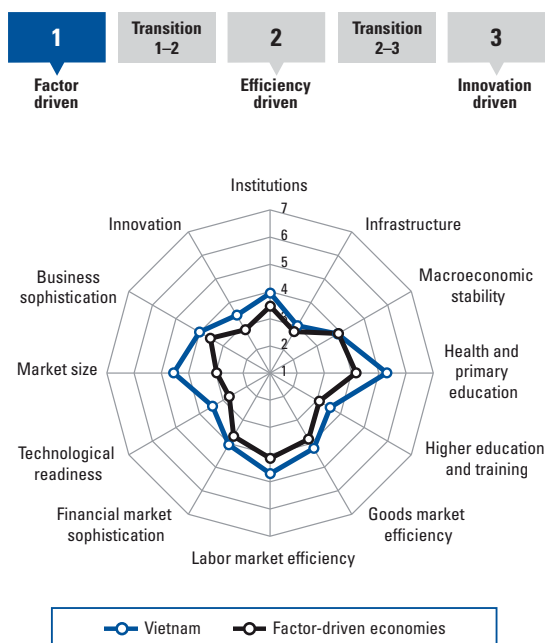 1
Transition
1–2
2
Transition
2–3
3
Factor
driven
Efficiency
driven
Innovation
driven
Institutions
7
Innovation
Infrastructure
6
5
Business
sophistication
4
Macroeconomic
stability
3
2
Market size
1
Health and
primary
education
Technological
readiness
Higher education
and training
Financial market
sophistication
Goods market
efficiency
Labor market efficiency
Vietnam
Factor-driven economies